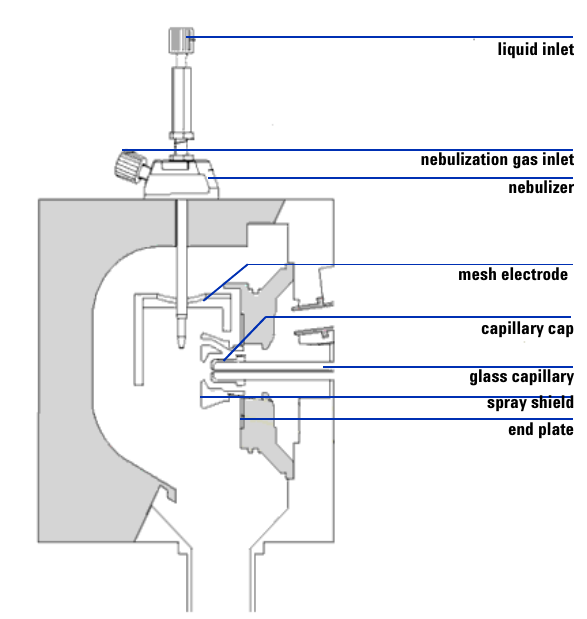 liquid inlet
nebulization gas inlet
nebulizer
mesh electrode
capillary cap
glass capillary
spray shield
end plate